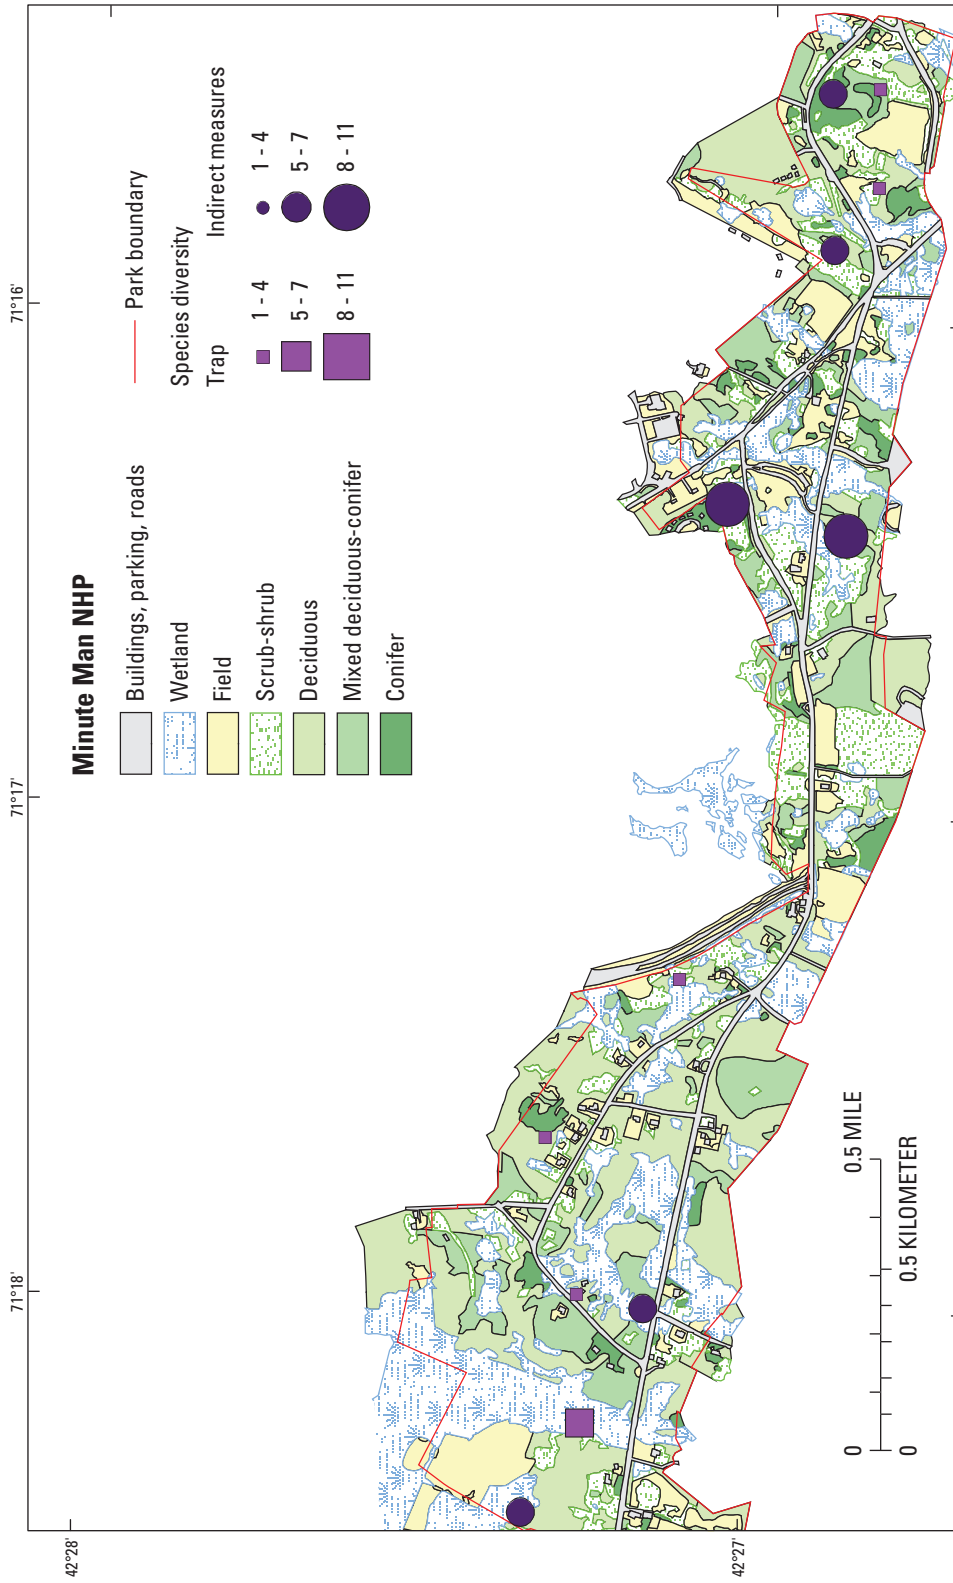 71°18'
71°17'
71°16'
42°28'
42°27'
Minute Man NHP
Buildings, parking, roads
Wetland
Field
Scrub-shrub
Deciduous
Mixed deciduous-conifer
Conifer
Park boundary
Species diversity
Trap Indirect measures
1 - 4 1 - 4
5 - 7 5 - 7
8 - 11 8 - 11
0 0.5 MILE
0 0.5 KILOMETER